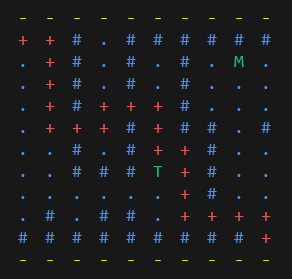 - - - - - - - - - -
+ + # . # # # # # #
. + # . # . # . M .
. + # . # . # . . .
. + # + + + # . . .
. + + + # + # # . #
. . # . # + + # . .
. . # # # T + # . .
. . . . . . + # . .
. # . # # . + + + +
# # # # # # # # # +
- - - - - - - - - -